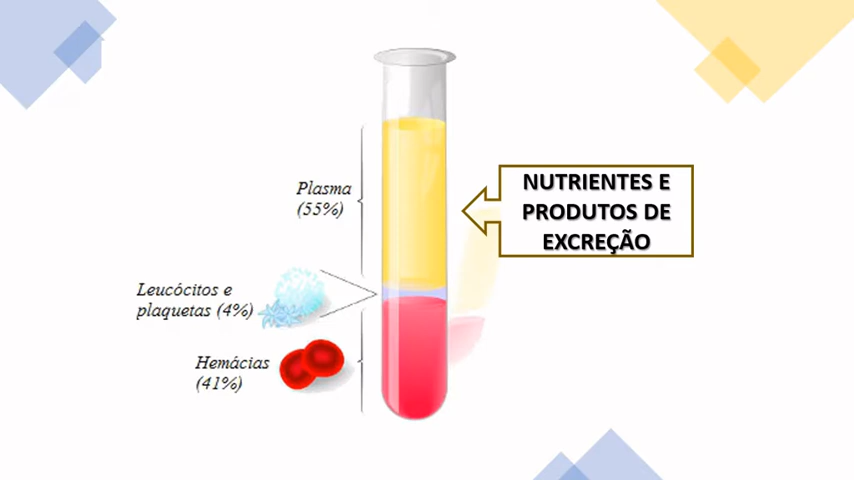 Plasma
(55%)
NUTRIENTES E
PRODUTOS DE
EXCREÇÃO
Leucócitos e
plaquetas (4%)
Hemácias
(41%)